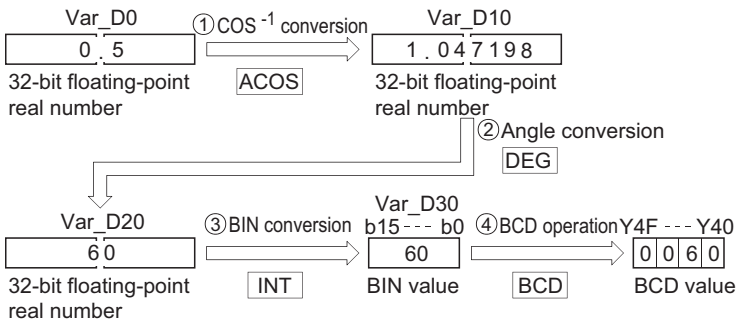 Var_D0
①COS -1 conversion
Var_D10
0.5
1.047198
32-bit floating-point
real number
ACOS
32-bit floating-point
real number
②Angle conversion
DEG
Var_D20
③BIN conversion
Var_D30
b15 --- b0
④BCD operation
Y4F --- Y40
60
60
0 0 6 0
32-bit floating-point
real number
INT
BIN value
BCD
BCD value